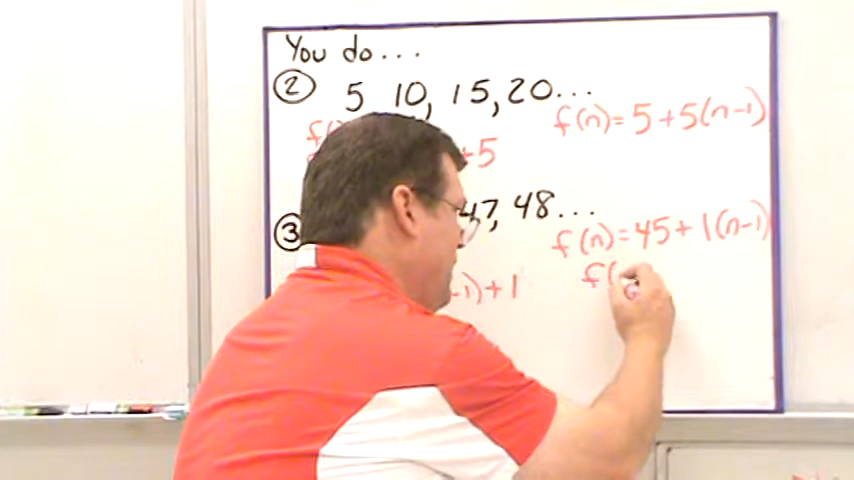 You do...
② 5 10, 15, 20...
f(n)= 5 +5(n-1)
f( +5
③ 47, 48...
f(n)=45+ 1(n-1)
-1)+1
f(